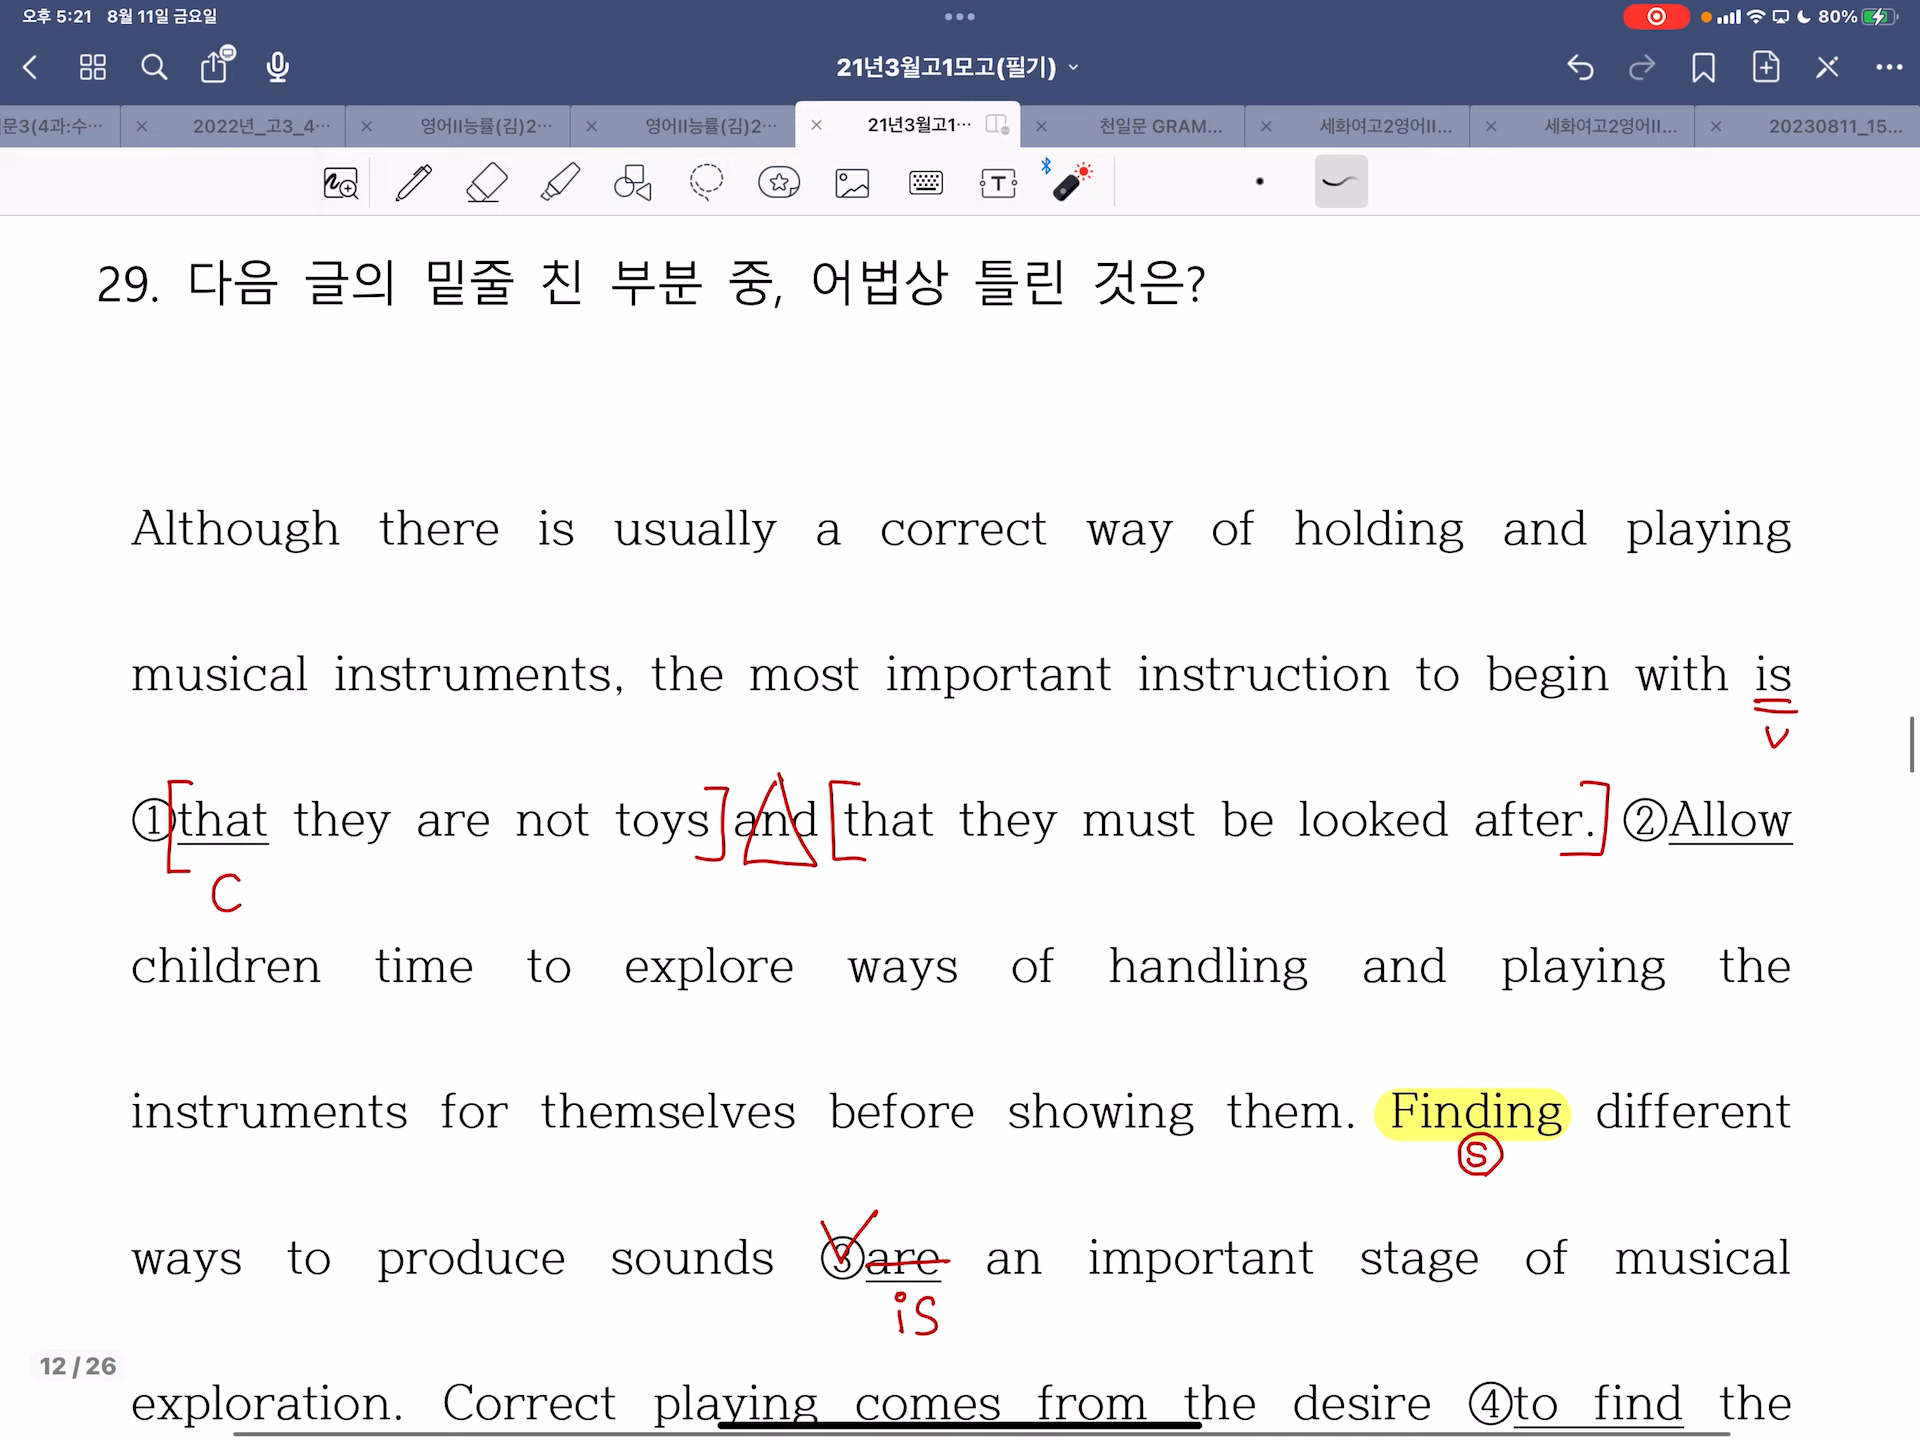 오후 5:21 8월 11일 금요일
80%
21년3월고1모고(필기)
문3(4과:수··· 2022년_고3_4··· 영어II능률(김)2··· 영어II능률(김)2··· 21년3월고1··· 천일문 GRAM... 세화여고2영어II... 세화여고2영어II... 20230811_15...
29. 다음 글의 밑줄 친 부분 중, 어법상 틀린 것은?
Although there is usually a correct way of holding and playing
musical instruments, the most important instruction to begin with is
v
①[that they are not toys] and [that they must be looked after.] ②Allow
C
children time to explore ways of handling and playing the
instruments for themselves before showing them. Finding different
S
ways to produce sounds ③are an important stage of musical
is
12 / 26
exploration. Correct playing comes from the desire ④to find the